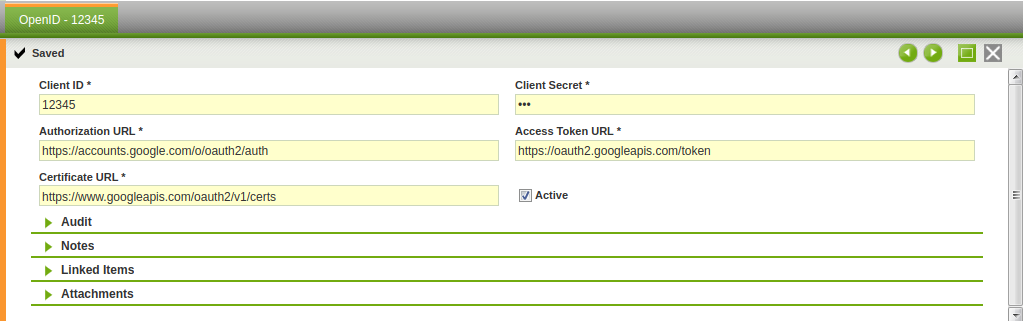 OpenID - 12345
Saved
Client ID *
Client Secret *
12345
•••
Authorization URL *
Access Token URL *
https://accounts.google.com/o/oauth2/auth
https://oauth2.googleapis.com/token
Certificate URL *
https://www.googleapis.com/oauth2/v1/certs
Active
Audit
Notes
Linked Items
Attachments